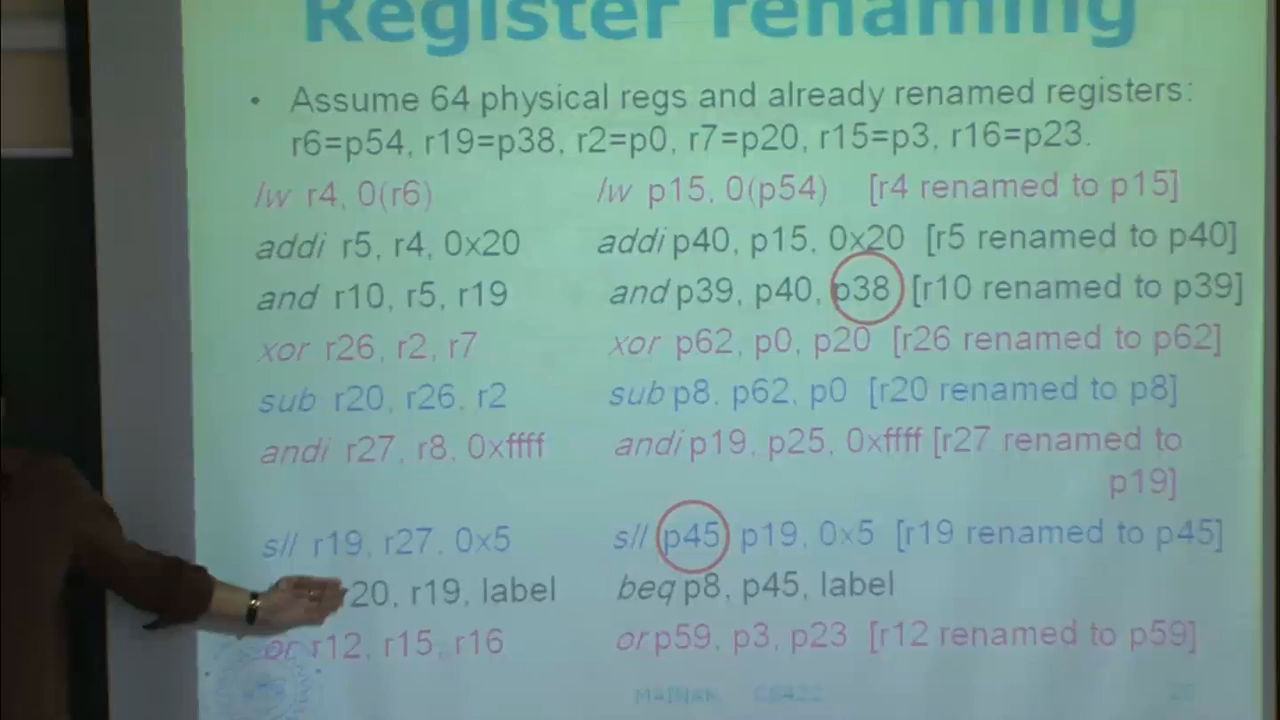 Register renaming
• Assume 64 physical regs and already renamed registers:
r6=p54, r19=p38, r2=p0, r7=p20, r15=p3, r16=p23.
lw r4, 0(r6) lw p15, 0(p54) [r4 renamed to p15]
addi r5, r4, 0x20 addi p40, p15, 0x20 [r5 renamed to p40]
and r10, r5, r19 and p39, p40, p38 [r10 renamed to p39]
xor r26, r2, r7 xor p62, p0, p20 [r26 renamed to p62]
sub r20, r26, r2 sub p8, p62, p0 [r20 renamed to p8]
andi r27, r8, 0xffff andi p19, p25, 0xffff [r27 renamed to
p19]
sll r19, r27, 0x5 sll p45, p19, 0x5 [r19 renamed to p45]
r20, r19, label beq p8, p45, label
or r12, r15, r16 or p59, p3, p23 [r12 renamed to p59]
MAINAK CS422